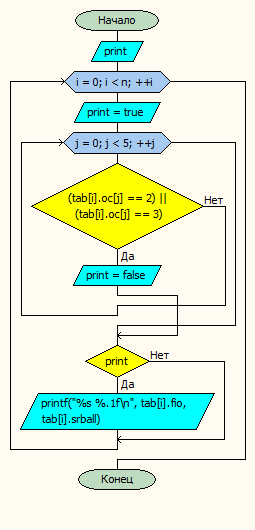 Начало
print
i = 0; i < n; ++i
print = true
j = 0; j < 5; ++j
(tab[i].oc[j] == 2) ||
(tab[i].oc[j] == 3)
Нет
Да
print = false
print
Нет
Да
printf("%s %.1f\n", tab[i].fio,
tab[i].srball)
Конец